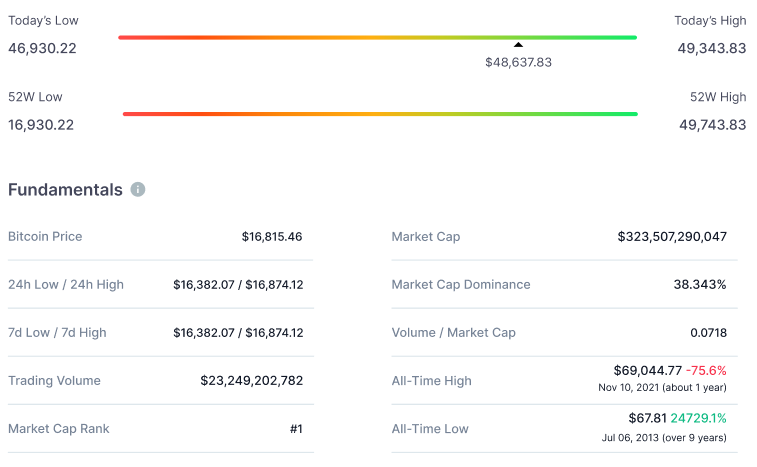 Today's Low Today's High
46,930.22 49,343.83
$48,637.83
52W Low 52W High
16,930.22 49,743.83
Fundamentals
Bitcoin Price $16,815.46 Market Cap $323,507,290,047
24h Low / 24h High $16,382.07 / $16,874.12 Market Cap Dominance 38.343%
7d Low / 7d High $16,382.07 / $16,874.12 Volume / Market Cap 0.0718
Trading Volume $23,249,202,782 All-Time High $69,044.77 -75.6%
Nov 10, 2021 (about 1 year)
Market Cap Rank #1 All-Time Low $67.81 24729.1%
Jul 06, 2013 (over 9 years)